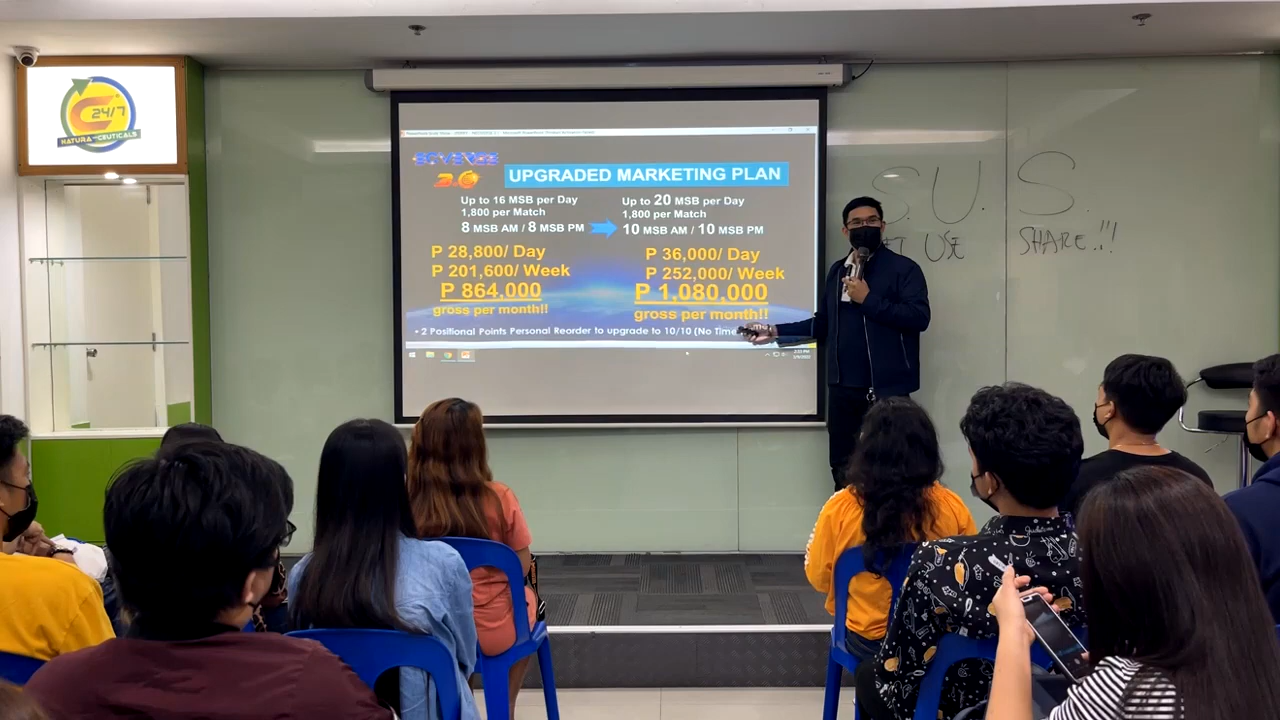 24/7
NATURA-CEUTICALS
2.0
UPGRADED MARKETING PLAN
Up to 16 MSB per Day
1,800 per Match
8 MSB AM / 8 MSB PM
P 28,800/ Day
P 201,600/ Week
P 864,000
gross per month!!
Up to 20 MSB per Day
1,800 per Match
10 MSB AM / 10 MSB PM
P 36,000/ Day
P 252,000/ Week
P 1,080,000
gross per month!!
• 2 Positional Points Personal Reorder to upgrade to 10/10 (No Time
S.U.S.
USE SHARE!!!